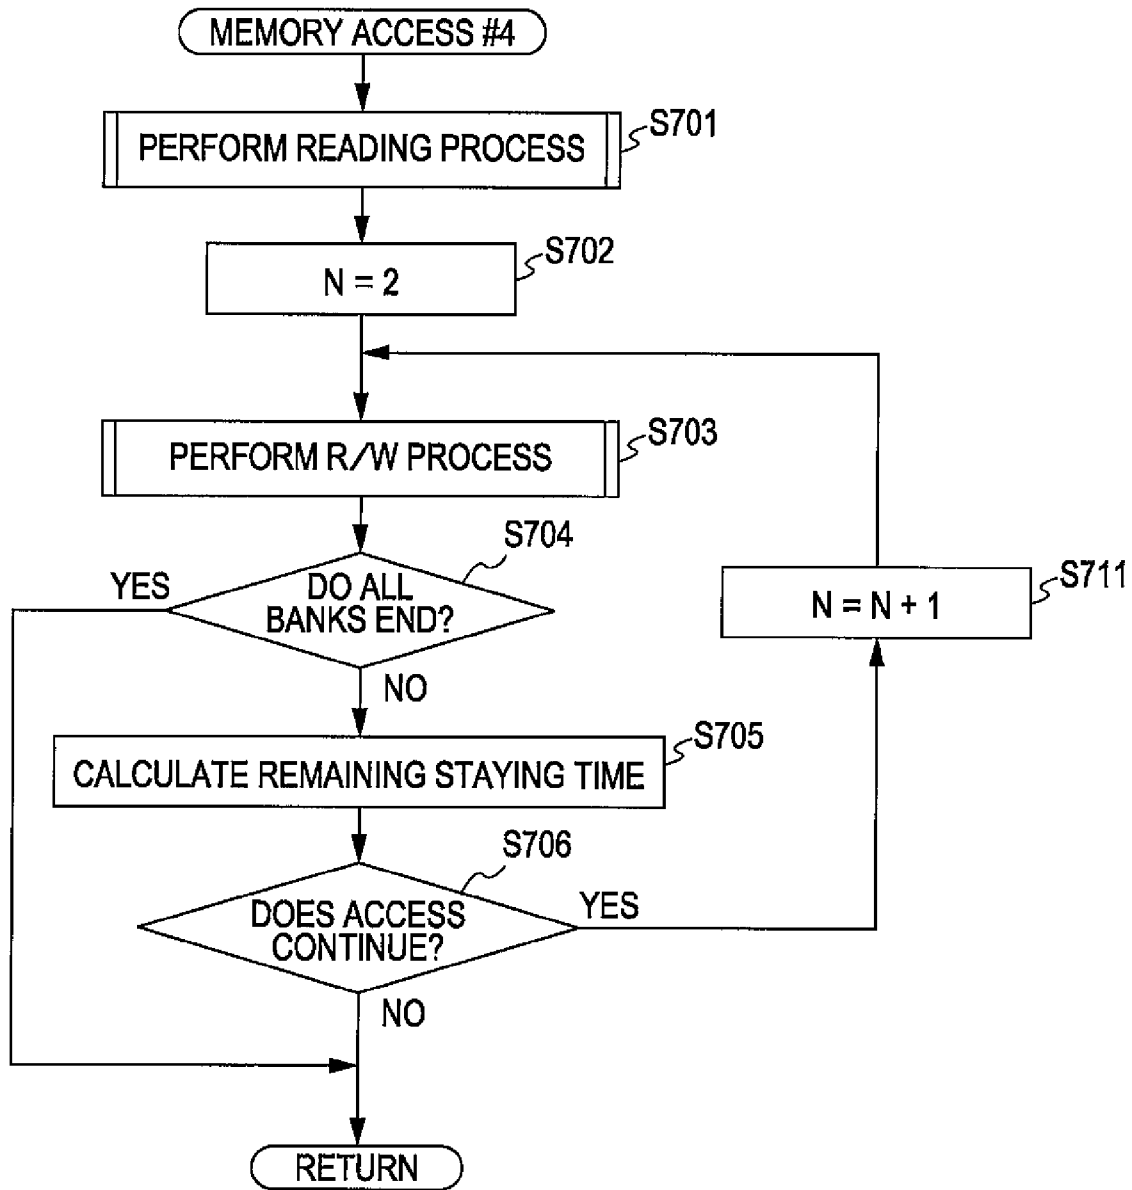 MEMORY ACCESS #4
PERFORM READING PROCESS
S701
N = 2
S702
PERFORM R/W PROCESS
S703
S704
YES
DO ALL
BANKS END?
NO
N = N + 1
S711
S705
CALCULATE REMAINING STAYING TIME
S706
DOES ACCESS
CONTINUE?
YES
NO
RETURN